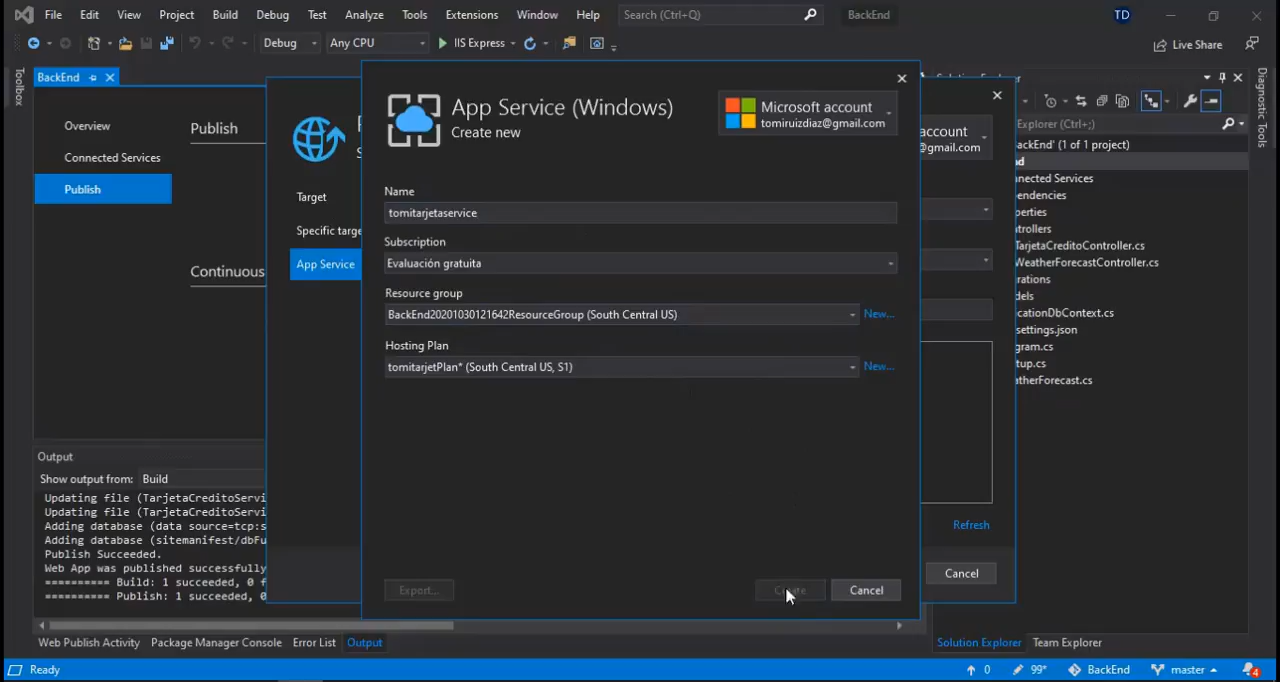 File Edit View Project Build Debug Test Analyze Tools Extensions Window Help Search (Ctrl+Q) BackEnd TD
Debug Any CPU IIS Express Live Share
Toolbox
BackEnd
Overview
Connected Services
Publish
Publish
Continuous
Target
Specific targe
App Service
App Service (Windows)
Create new
Microsoft account
tomiruizdiaz@gmail.com
Name
tomitarjetaservice
Subscription
Evaluación gratuita
Resource group
BackEnd20201030121642ResourceGroup (South Central US) New...
Hosting Plan
tomitarjetPlan* (South Central US, S1) New...
Export... Create Cancel
account
@gmail.com
Refresh
Cancel
Explorer (Ctrl+;)
ackEnd' (1 of 1 project)
nd
nnected Services
endencies
perties
trollers
TarjetaCreditoController.cs
WeatherForecastController.cs
rations
dels
icationDbContext.cs
settings.json
gram.cs
tup.cs
atherForecast.cs
Diagnostic Tools
Output
Show output from: Build
Updating file (TarjetaCreditoServi
Updating file (TarjetaCreditoServi
Adding database (data source=tcp:s
Adding database (sitemanifest/dbFu
Publish Succeeded.
Web App was published successfully
========== Build: 1 succeeded, 0 f
========== Publish: 1 succeeded, 0
Web Publish Activity Package Manager Console Error List Output
Solution Explorer Team Explorer
Ready 0 99* BackEnd master 4